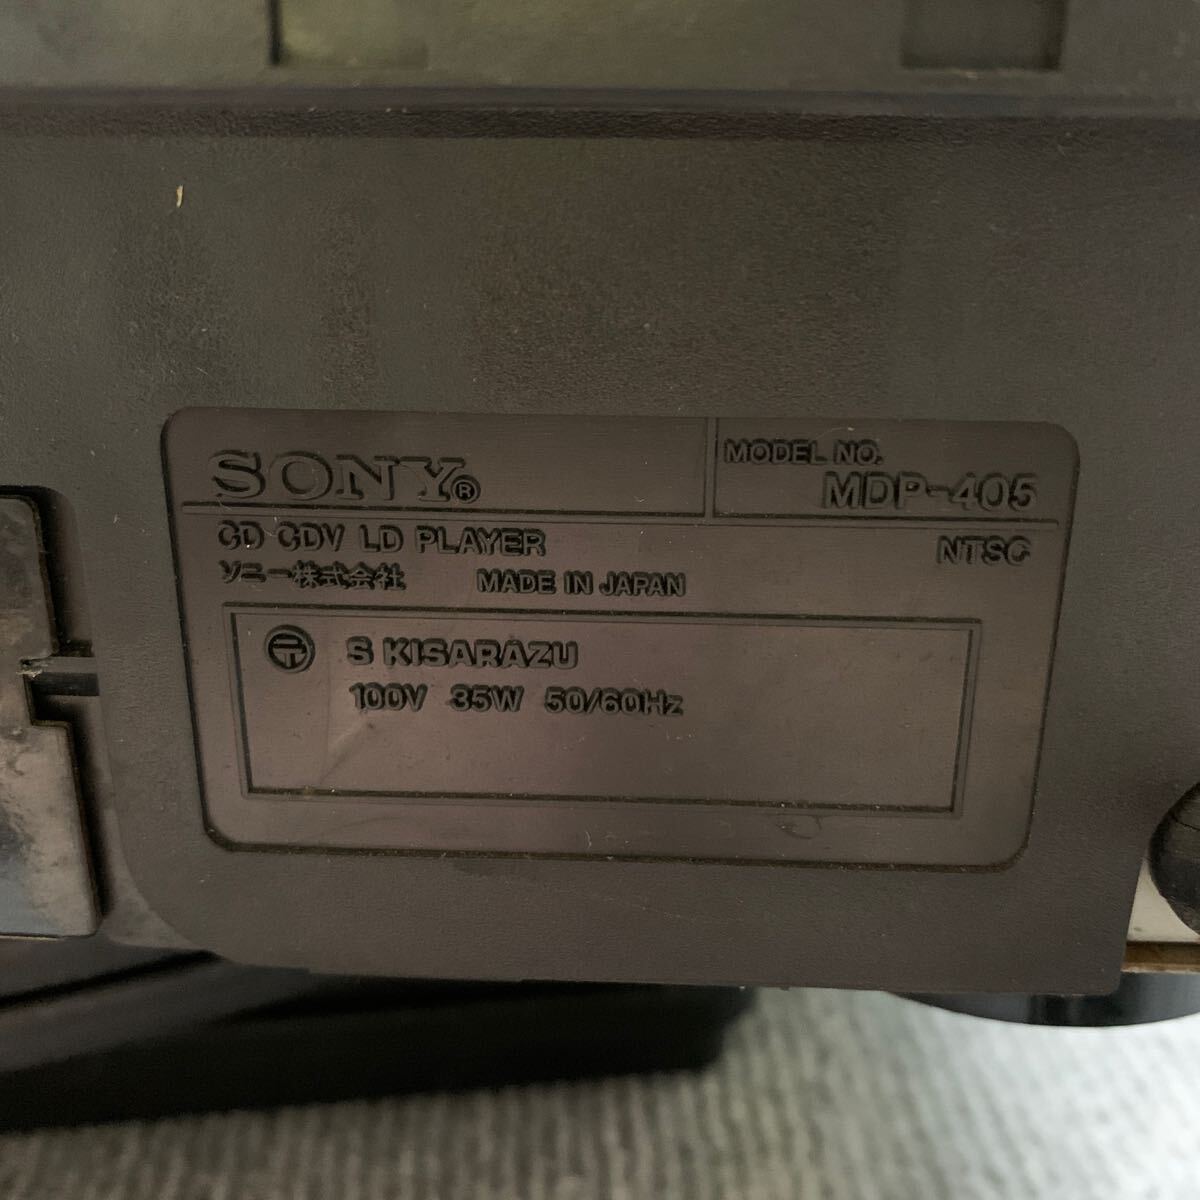 SONY®
MODEL NO.
MDP-405
CD CDV LD PLAYER
NTSC
ソニー株式会社 MADE IN JAPAN
S KISARAZU
100V 35W 50/60Hz